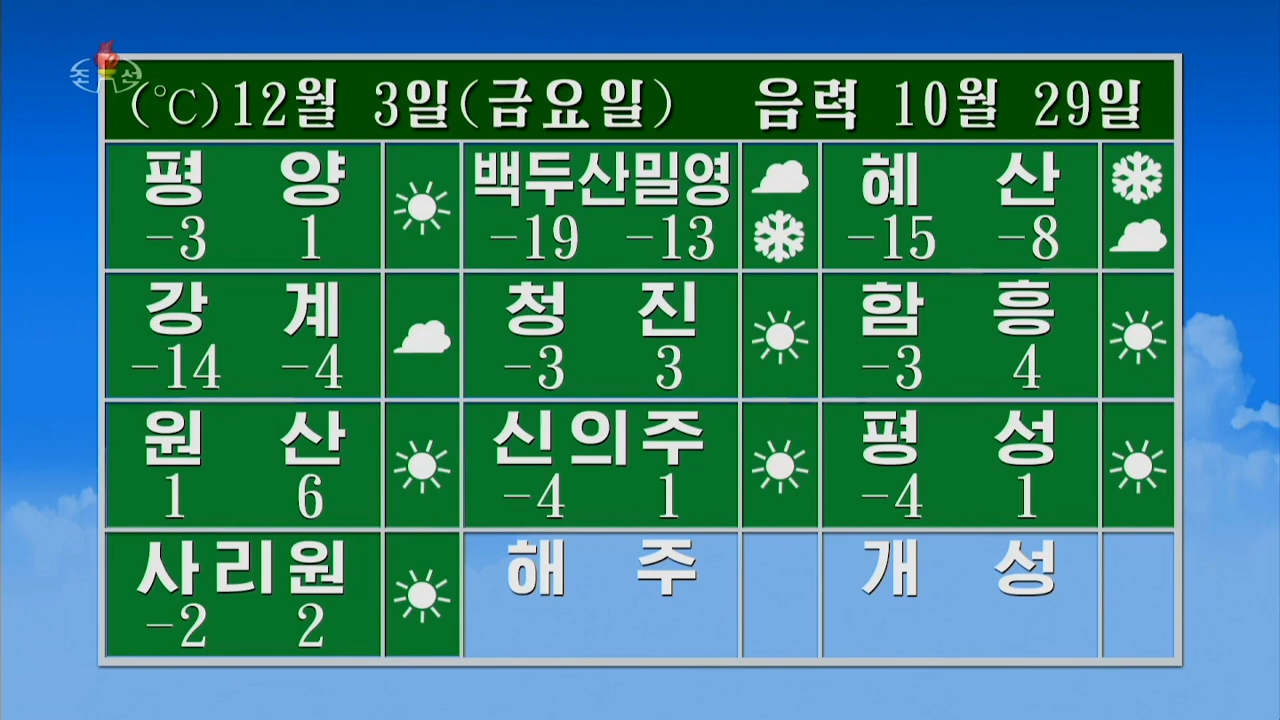 조선
(℃)12월 3일(금요일) 음력 10월 29일
평양 백두산밀영 혜산
-3 1 -19 -13 -15 -8
강계 청진 함흥
-14 -4 -3 3 -3 4
원산 신의주 평성
1 6 -4 1 -4 1
사리원 해주 개성
-2 2